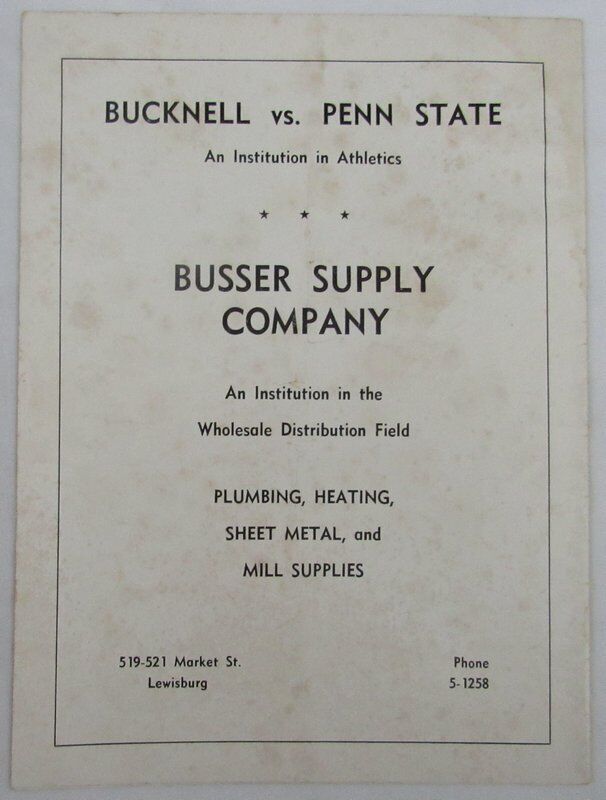 BUCKNELL vs. PENN STATE
An Institution in Athletics
★ ★ ★
BUSSER SUPPLY
COMPANY
An Institution in the
Wholesale Distribution Field
PLUMBING, HEATING,
SHEET METAL, and
MILL SUPPLIES
519-521 Market St.
Lewisburg
Phone
5-1258